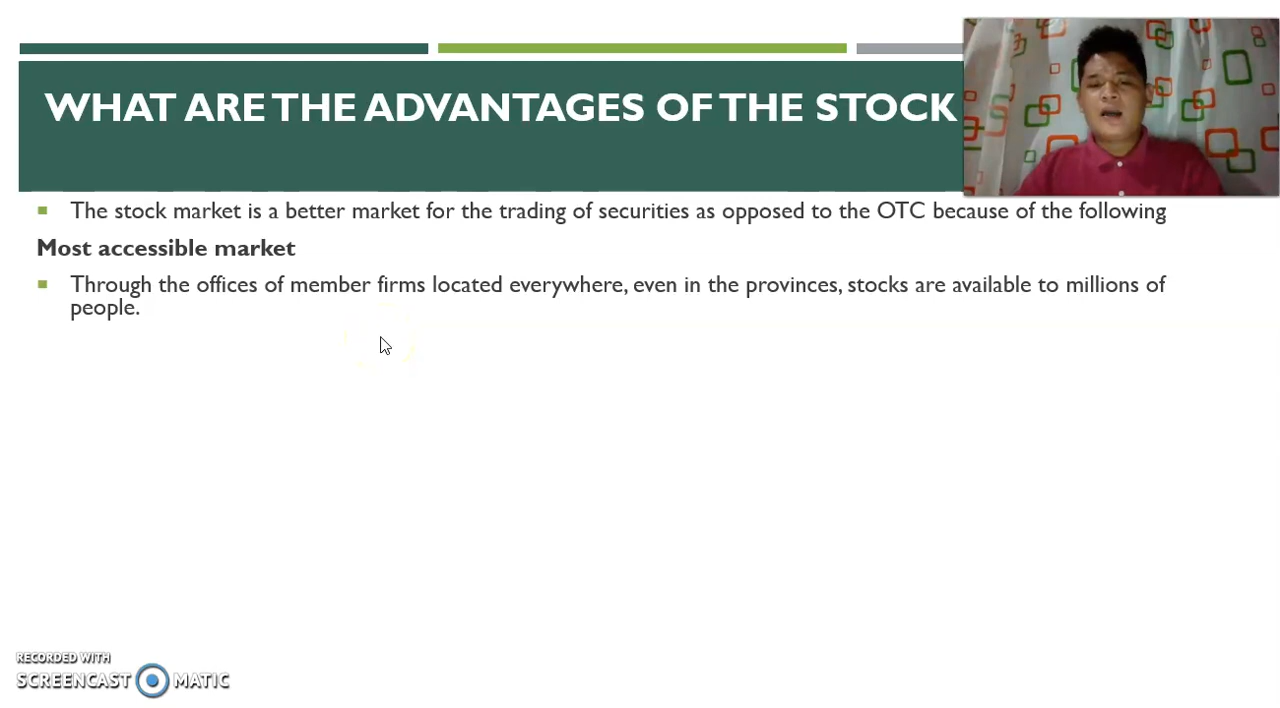 WHAT ARE THE ADVANTAGES OF THE STOCK
The stock market is a better market for the trading of securities as opposed to the OTC because of the following
Most accessible market
Through the offices of member firms located everywhere, even in the provinces, stocks are available to millions of
people.
RECORDED WITH
SCREENCAST MATIC